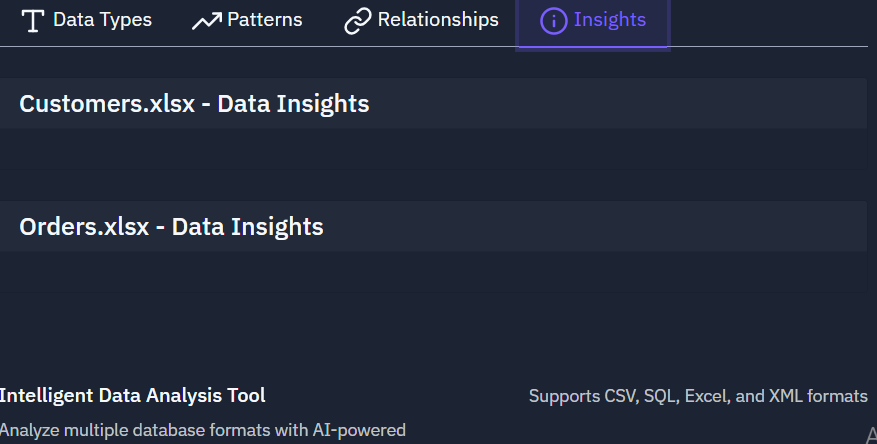 Data Types Patterns Relationships Insights
Customers.xlsx - Data Insights
Orders.xlsx - Data Insights
Intelligent Data Analysis Tool Supports CSV, SQL, Excel, and XML formats
Analyze multiple database formats with AI-powered